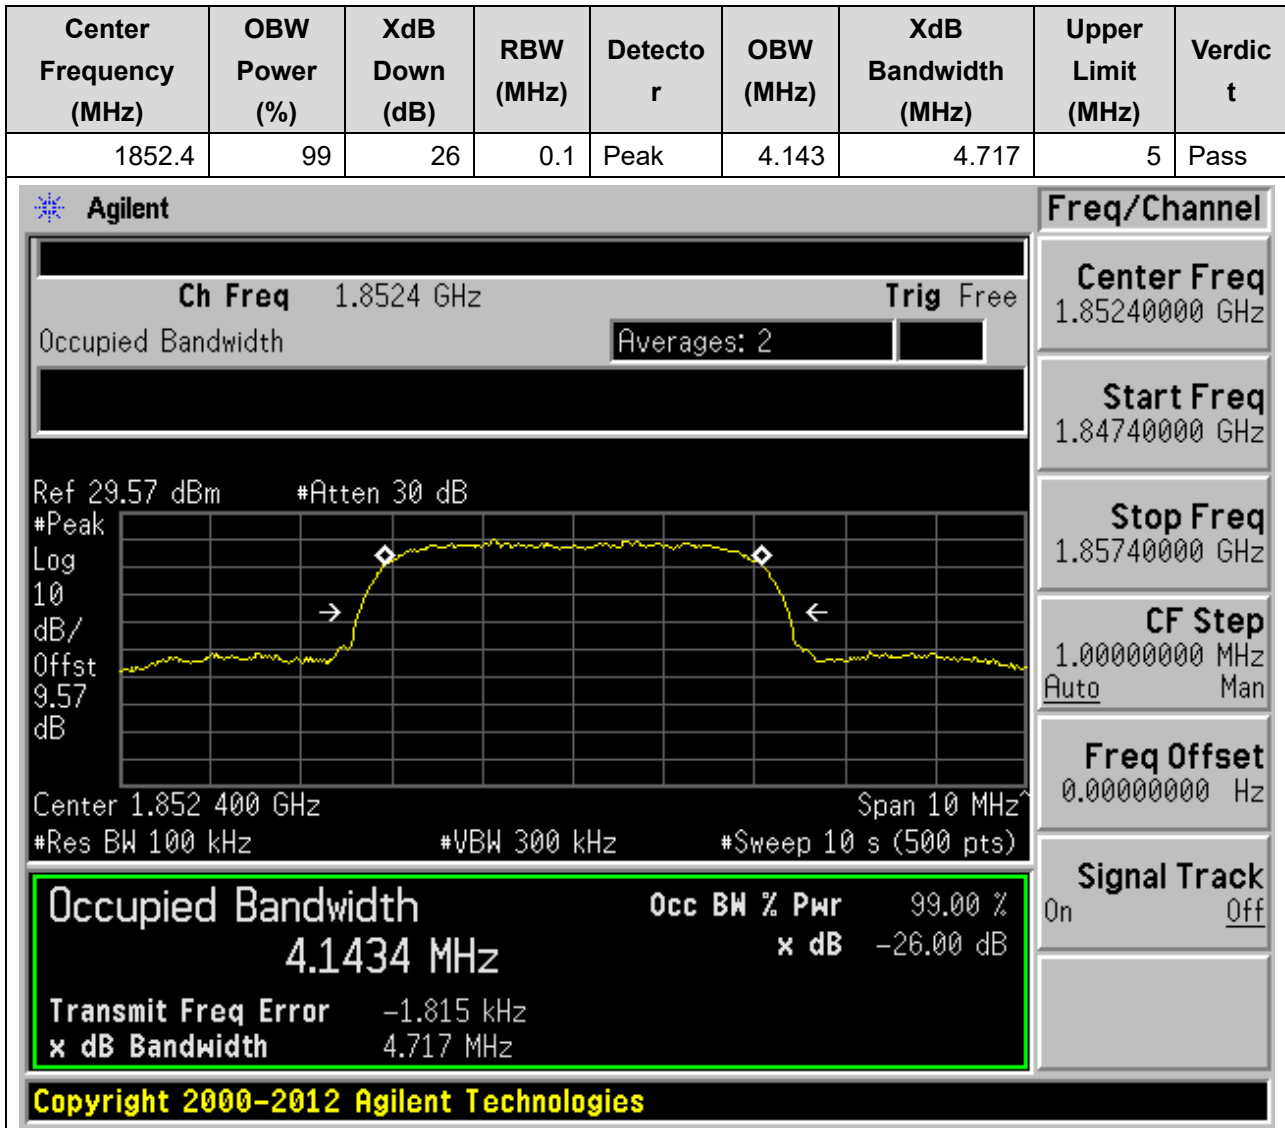 Center Frequency (MHz) | OBW Power (%) | XdB Down (dB) | RBW (MHz) | Detecto r | OBW (MHz) | XdB Bandwidth (MHz) | Upper Limit (MHz) | Verdic t
1852.4 | 99 | 26 | 0.1 | Peak | 4.143 | 4.717 | 5 | Pass
Agilent
Freq/Channel
Ch Freq 1.8524 GHz Trig Free
Occupied Bandwidth Averages: 2
Center Freq
1.85240000 GHz
Start Freq
1.84740000 GHz
Stop Freq
1.85740000 GHz
CF Step
1.00000000 MHz
Auto Man
Freq Offset
0.00000000 Hz
Signal Track
On Off
Ref 29.57 dBm #Atten 30 dB
#Peak
Log
10
dB/
Offst
9.57
dB
Center 1.852 400 GHz Span 10 MHz^
#Res BW 100 kHz #VBW 300 kHz #Sweep 10 s (500 pts)
Occupied Bandwidth Occ BW % Pwr 99.00 %
4.1434 MHz x dB -26.00 dB
Transmit Freq Error -1.815 kHz
x dB Bandwidth 4.717 MHz
Copyright 2000-2012 Agilent Technologies